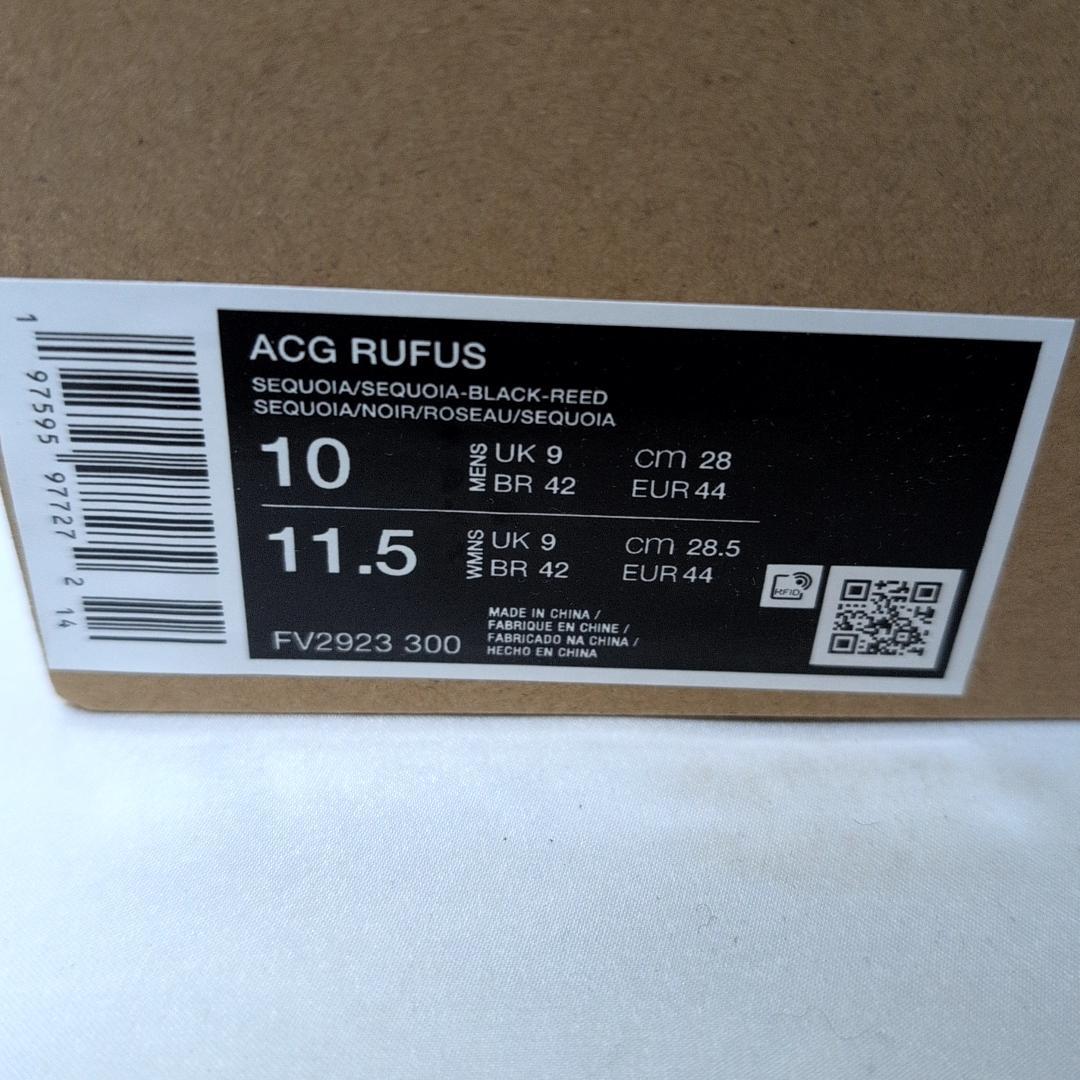 1 97595 97727 2 14
ACG RUFUS
SEQUOIA/SEQUOIA-BLACK-REED
SEQUOIA/NOIR/ROSEAU/SEQUOIA
10
MENS
UK 9
cm 28
BR 42
EUR 44
11.5
WMNS
UK 9
cm 28.5
BR 42
EUR 44
RFID
FV2923 300
MADE IN CHINA /
FABRIQUE EN CHINE /
FABRICADO NA CHINA /
HECHO EN CHINA